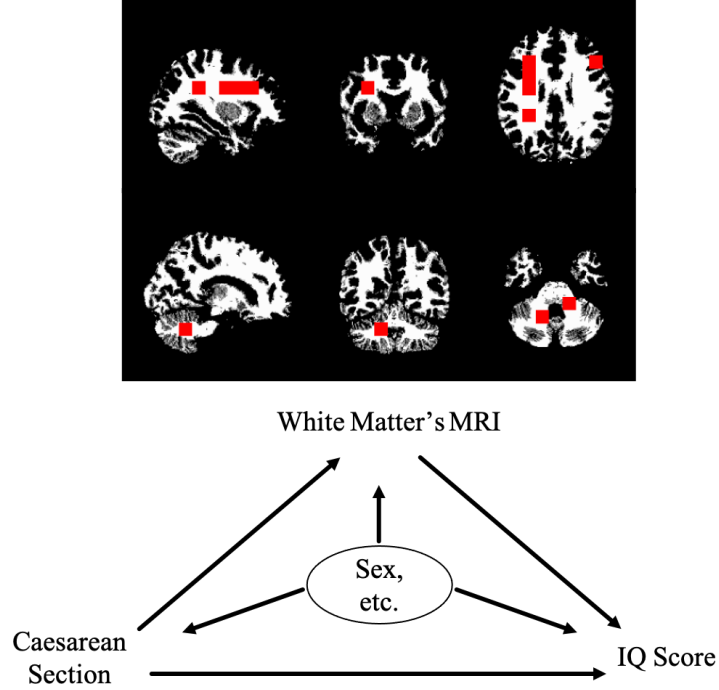 White Matter's MRI
Sex,
etc.
Caesarean
Section
IQ Score